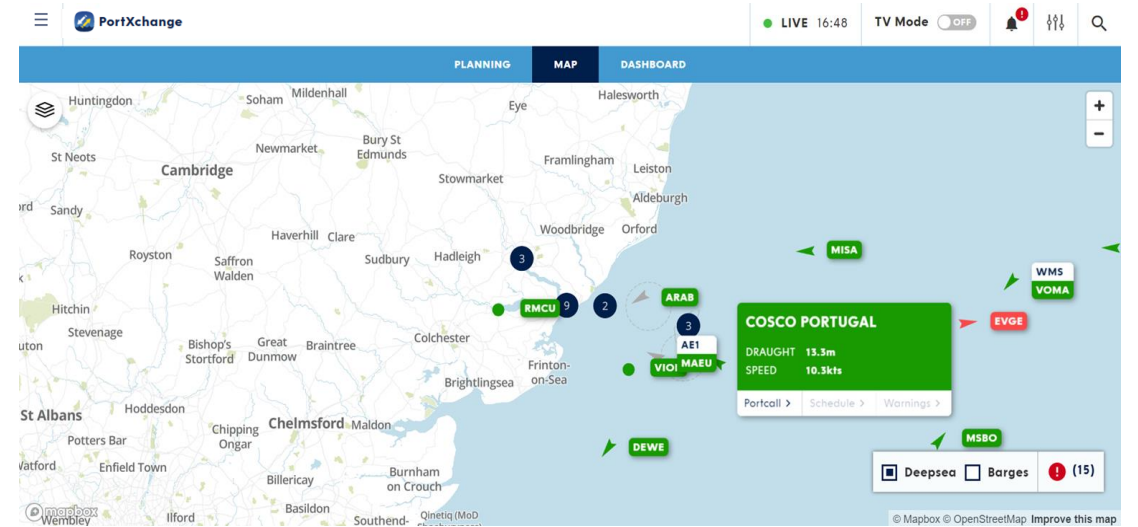 PortXchange
LIVE 16:48
TV Mode OFF
!
PLANNING MAP DASHBOARD
Huntingdon
Soham
Mildenhall
Eye
Halesworth
+
-
St Neots
Cambridge
Newmarket
Bury St
Edmunds
Stowmarket
Framlingham
Leiston
Aldeburgh
Sandy
Royston
Haverhill
Clare
Saffron
Walden
Sudbury
Hadleigh
Woodbridge
Orford
3
MISA
WMS
VOMA
Hitchin
Stevenage
RMCU
9
2
ARAB
3
AE1
MAEU
EVGE
COSCO PORTUGAL
DRAUGHT 13.3m
SPEED 10.3kts
Portcall >
Schedule >
Warnings >
Bishop's
Stortford
Great
Dunmow
Braintree
Colchester
Frinton-
on-Sea
Brightlingsea
St Albans
Hoddesdon
Potters Bar
Chipping
Ongar
Chelmsford
Maldon
DEWE
MSBO
Enfield Town
Billericay
Burnham
on Crouch
Deepsea
Barges
! (15)
mapbox
Wembley
Ilford
Basildon
Southend-
Qinetiq (MoD
© Mapbox © OpenStreetMap Improve this map